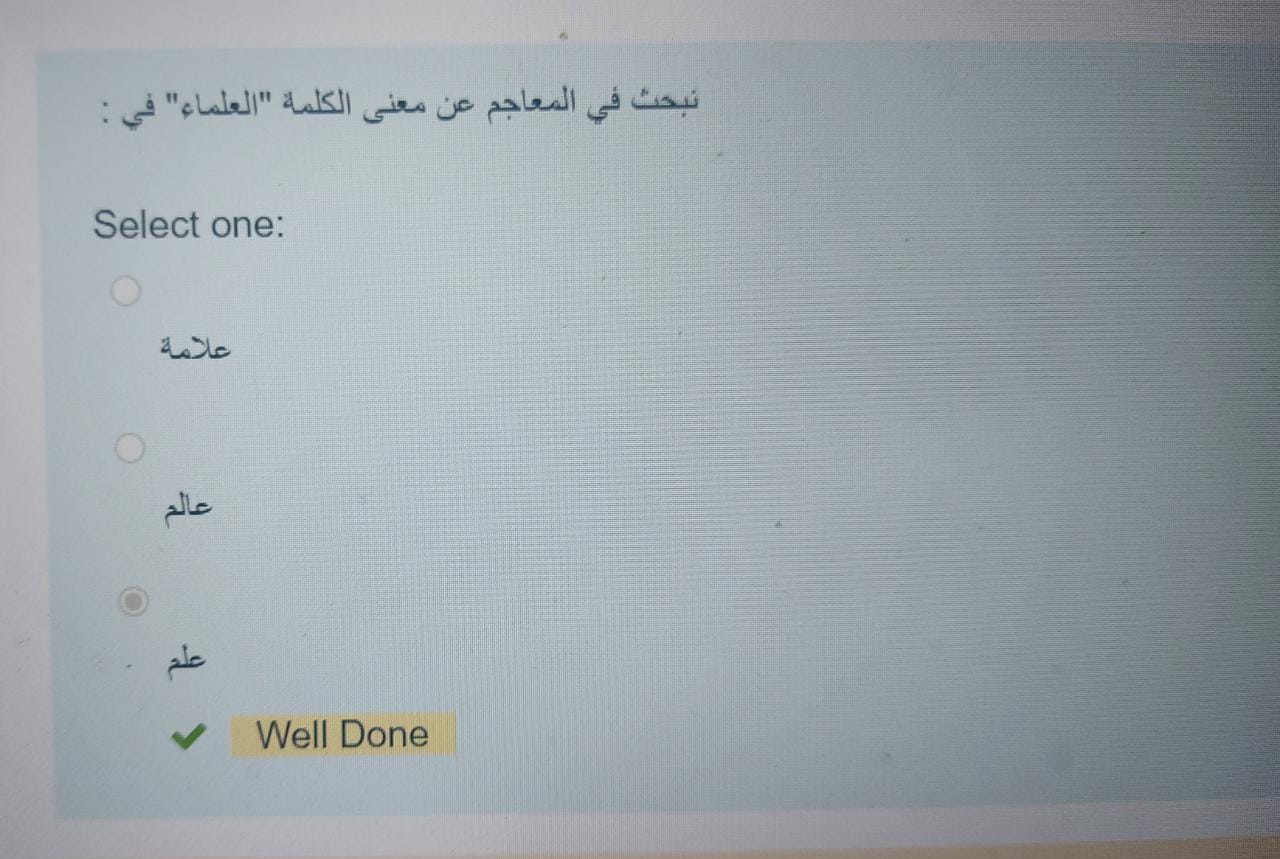 نبحث في المعاجم عن معنى الكلمة "العلماء" في :
Select one:
علامة
عالم
علم
Well Done